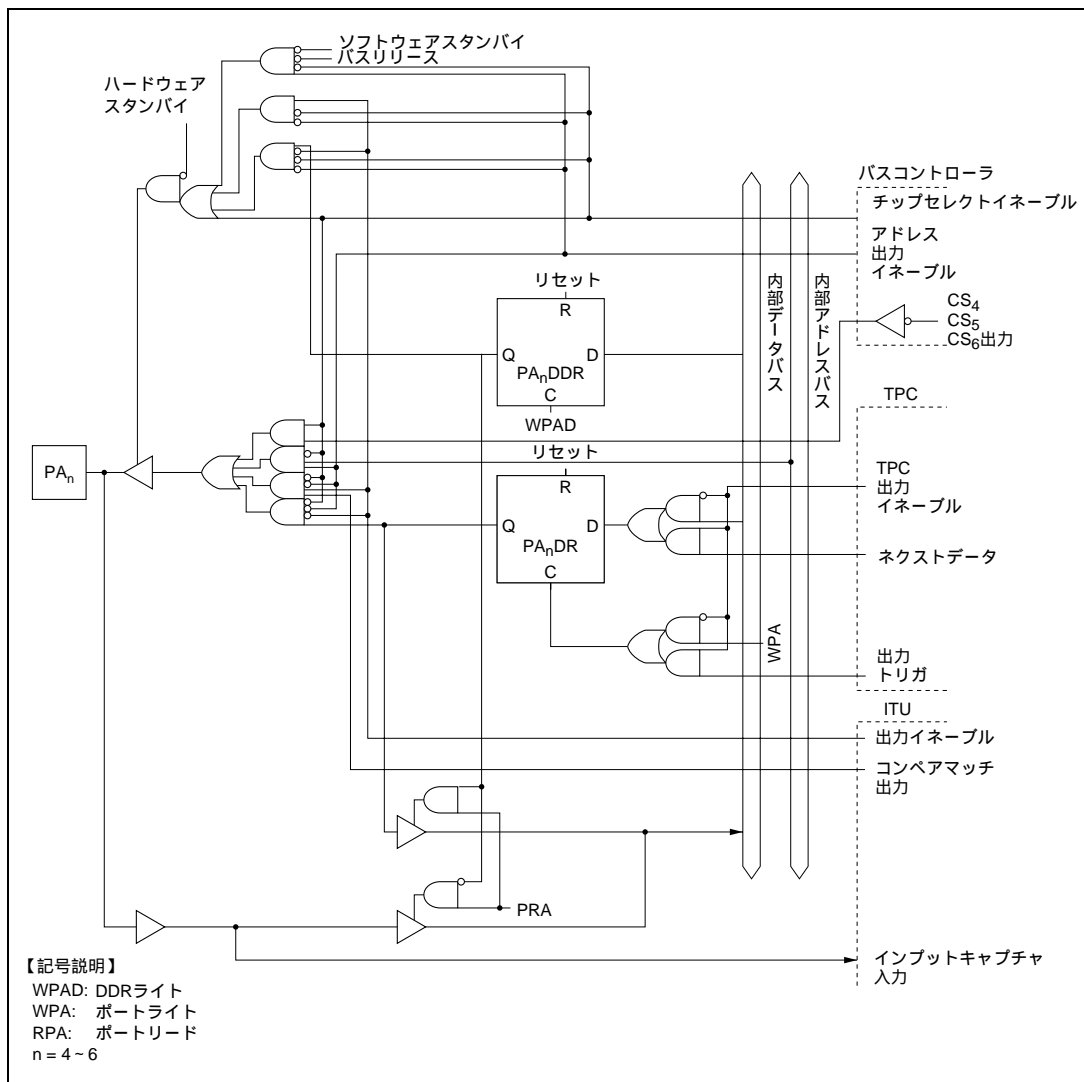 ソフトウェアスタンバイ
バスリリース
ハードウェア
スタンバイ
バスコントローラ
チップセレクトイネーブル
アドレス
出力
イネーブル
リセット
R
Q
D
PAnDDR
C
WPAD
内部データバス
内部アドレスバス
CS4
CS5
CS6出力
TPC
PAn
リセット
R
Q
D
PAnDR
C
TPC
出力
イネーブル
ネクストデータ
WPA
出力
トリガ
ITU
出力イネーブル
コンペアマッチ
出力
PRA
インプットキャプチャ
入力
【記号説明】
WPAD: DDRライト
WPA: ポートライト
RPA: ポートリード
n = 4~6